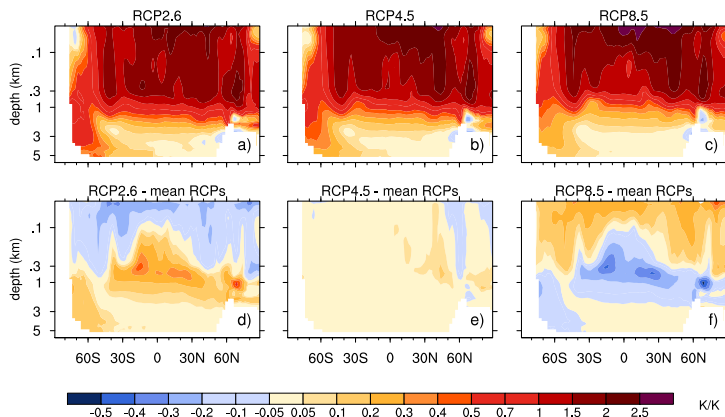 RCP2.6 RCP4.5 RCP8.5
depth (km) .1 .3 1 3 5 a) b) c)
RCP2.6 - mean RCPs RCP4.5 - mean RCPs RCP8.5 - mean RCPs
depth (km) .1 .3 1 3 5 d) e) f)
60S 30S 0 30N 60N 60S 30S 0 30N 60N 60S 30S 0 30N 60N
-0.5 -0.4 -0.3 -0.2 -0.1 -0.05 0.05 0.1 0.2 0.3 0.5 0.7 1 1.5 2 2.5 K/K